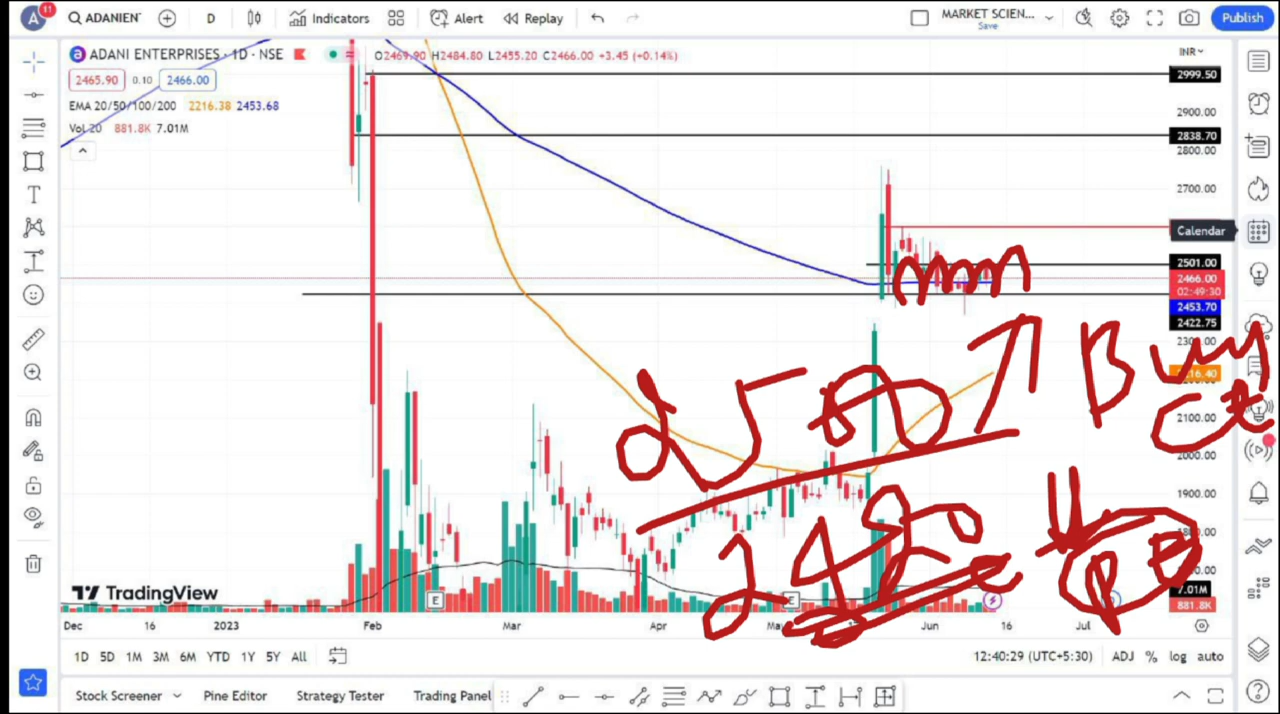 A 11 ADANIEN D Indicators Alert Replay MARKET SCIEN... Save Publish
ADANI ENTERPRISES · 1D · NSE O2469.90 H2484.80 L2455.20 C2466.00 +3.45 (+0.14%) INR
2465.90 0.10 2466.00
2999.50
EMA 20/50/100/200 2216.38 2453.68
2900.00
Vol 20 881.8K 7.01M
2838.70
2800.00
2700.00
Calendar
2501.00
2466.00
02:49:30
2453.70
2422.75
2500 Buy
CE
2100.00
2000.00
1900.00
2480 PE
7.01M
881.8K
E E
TradingView
Dec 16 2023 Feb Mar Apr Jun 16 Jul
1D 5D 1M 3M 6M YTD 1Y 5Y All 12:40:29 (UTC+5:30) ADJ % log auto
Stock Screener Pine Editor Strategy Tester Trading Panel